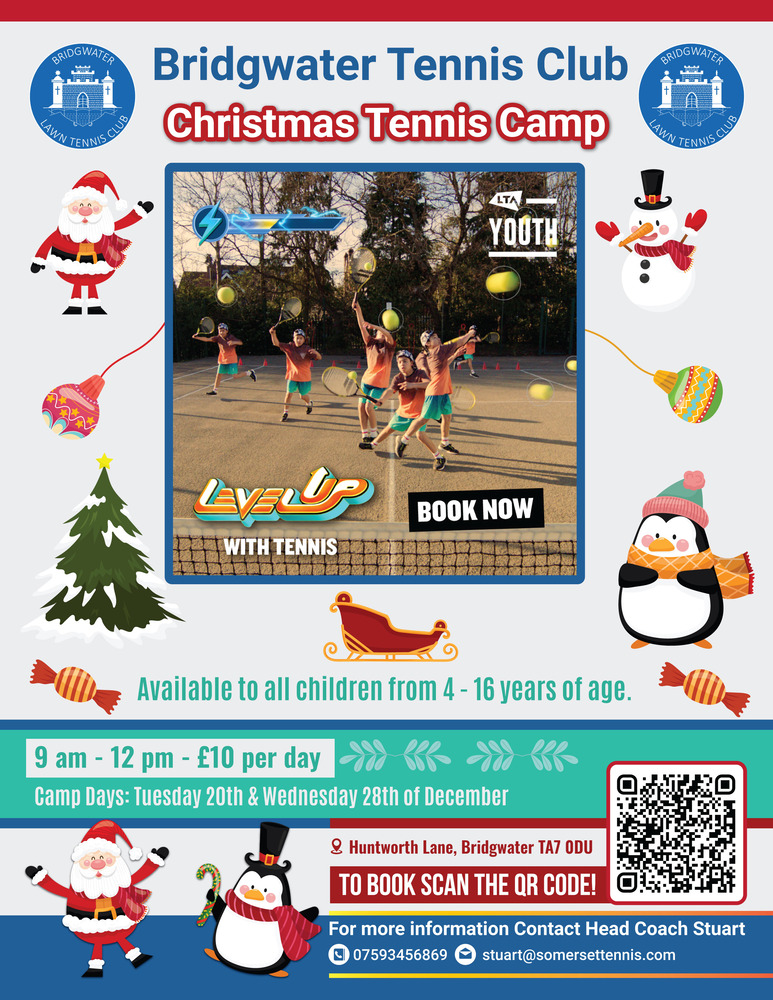 BRIDGWATER
LAWN TENNIS CLUB
Bridgwater Tennis Club
Christmas Tennis Camp
BRIDGWATER
LAWN TENNIS CLUB
LTA
YOUTH
LEVEL UP
WITH TENNIS
BOOK NOW
Available to all children from 4 - 16 years of age.
9 am - 12 pm - £10 per day
Camp Days: Tuesday 20th & Wednesday 28th of December
Huntworth Lane, Bridgwater TA7 0DU
TO BOOK SCAN THE QR CODE!
For more information Contact Head Coach Stuart
07593456869 stuart@somersettennis.com